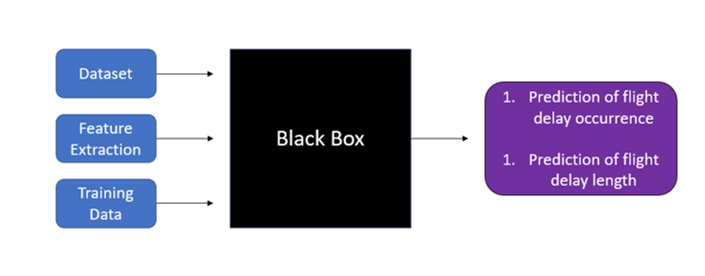 Dataset
Feature
Extraction
Training
Data
Black Box
1. Prediction of flight
delay occurrence
1. Prediction of flight
delay length